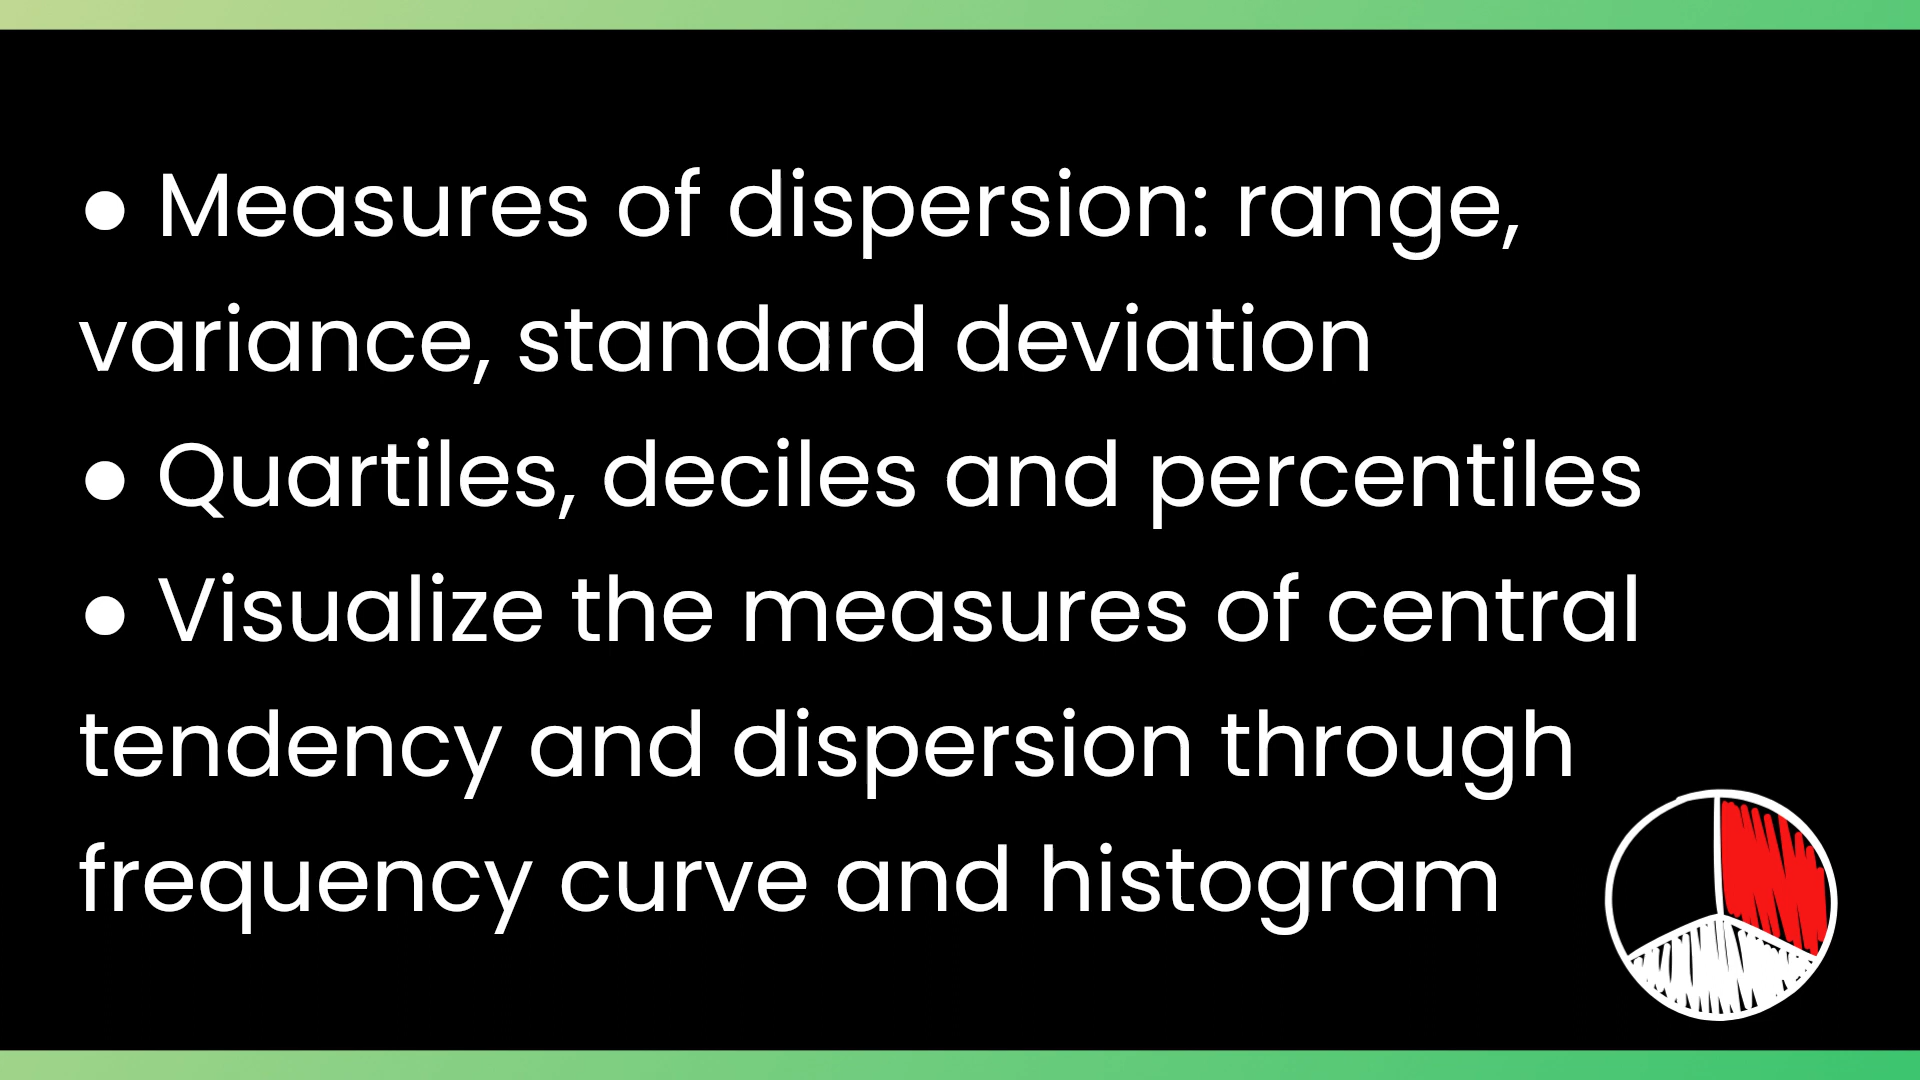 ● Measures of dispersion: range,
variance, standard deviation
● Quartiles, deciles and percentiles
● Visualize the measures of central
tendency and dispersion through
frequency curve and histogram